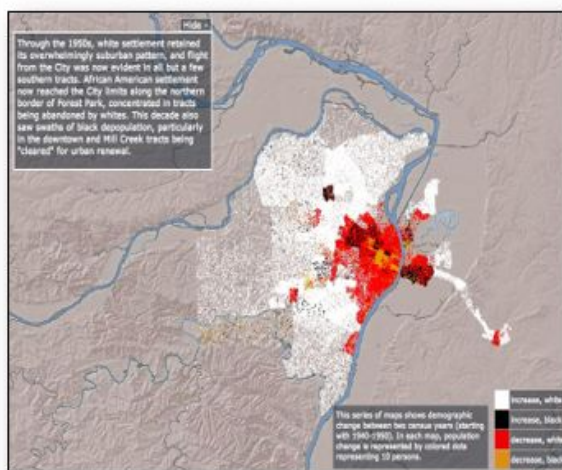 Hide -
Through the 1950s, white settlement retained
its overwhelmingly suburban pattern, and flight
from the City was now evident in all but a few
southern tracts. African American settlement
now reached the City limits along the northern
border of Forest Park, concentrated in tracts
being abandoned by whites. This decade also
saw swaths of black depopulation, particularly
in the downtown and Mill Creek tracts being
"cleared" for urban renewal.
This series of maps shows demographic
change between two census years (starting
with 1940-1950). In each map, population
change is represented by colored dots
representing 10 persons.
increase, white
increase, black
decrease, white
decrease, black